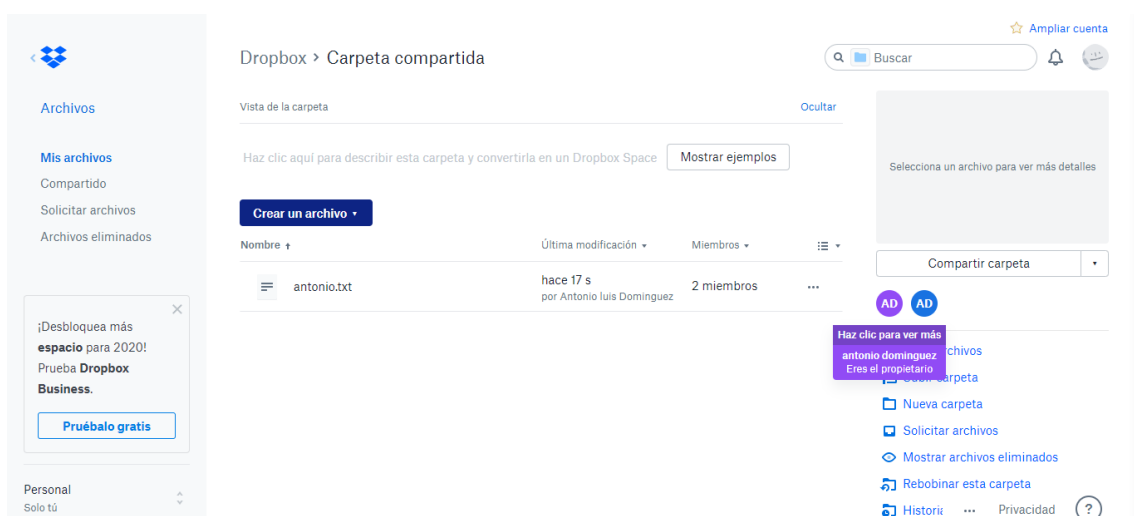 Ampliar cuenta
Dropbox > Carpeta compartida
Buscar
Archivos
Mis archivos
Compartido
Solicitar archivos
Archivos eliminados
¡Desbloquea más
espacio para 2020!
Prueba Dropbox
Business.
Pruébalo gratis
Personal
Solo tú
Vista de la carpeta
Ocultar
Haz clic aquí para describir esta carpeta y convertirla en un Dropbox Space
Mostrar ejemplos
Crear un archivo
Nombre ↑
Última modificación
Miembros
antonio.txt
hace 17 s
por Antonio luis Dominguez
2 miembros
Selecciona un archivo para ver más detalles
Compartir carpeta
AD AD
Haz clic para ver más
antonio dominguez
Eres el propietario
rchivos
carpeta
Nueva carpeta
Solicitar archivos
Mostrar archivos eliminados
Rebobinar esta carpeta
Historia
... Privacidad ?